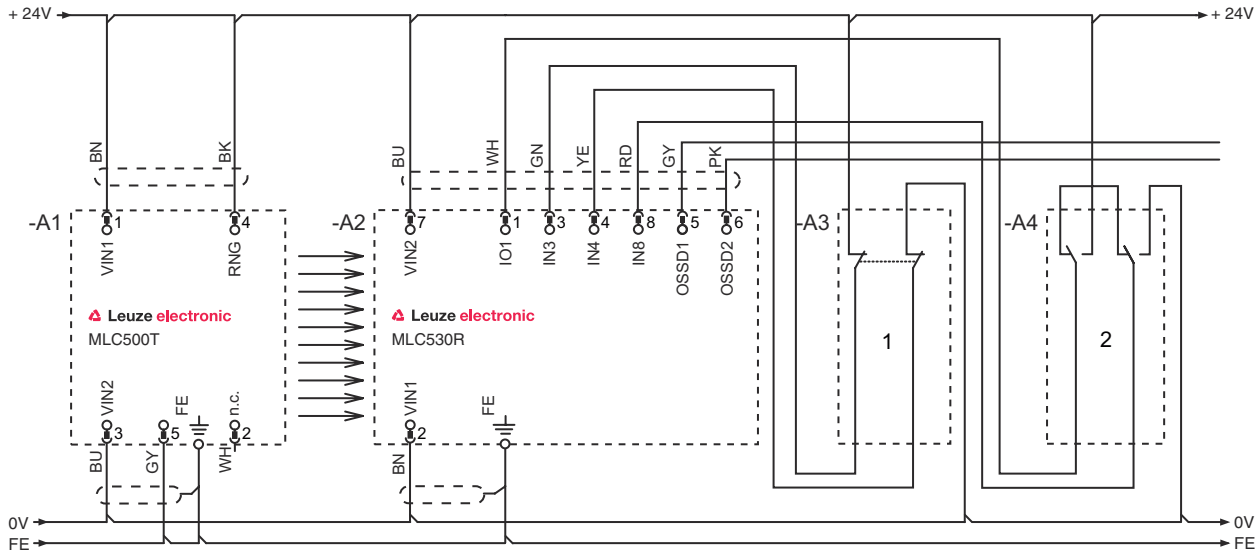 + 24V
+ 24V
BN
BK
BU
WH
GN
YE
RD
GY
PK
-A1
1
4
-A2
7
1
3
4
8
5
6
-A3
-A4
VIN1
RNG
VIN2
IO1
IN3
IN4
IN8
OSSD1
OSSD2
Leuze electronic
MLC500T
Leuze electronic
MLC530R
1
2
VIN2
FE
n.c.
VIN1
FE
3
5
2
2
BU
GY
WH
BN
0V
0V
FE
FE